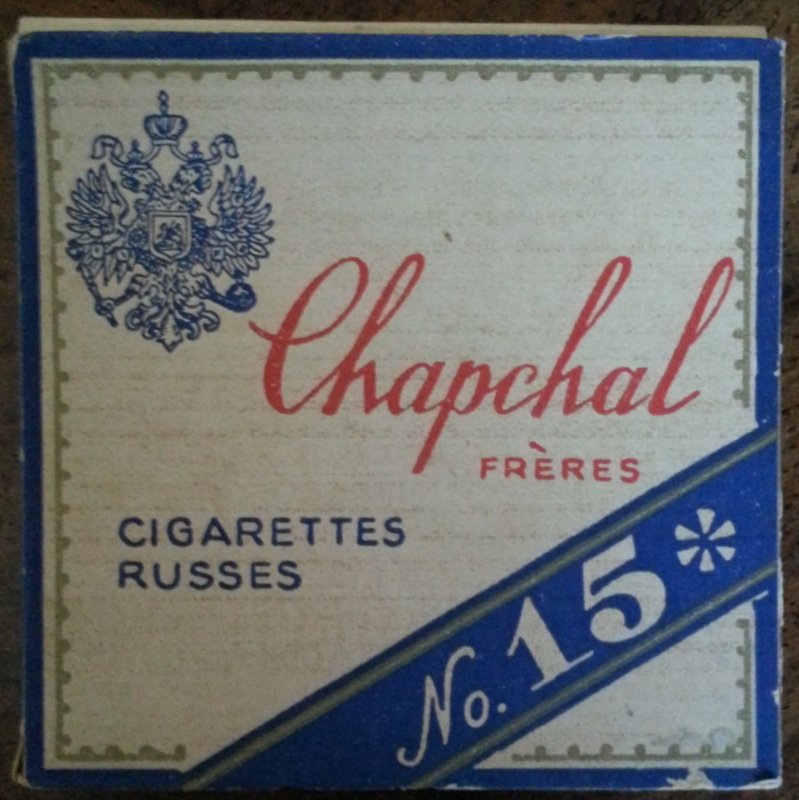 Chapchal
FRÈRES
CIGARETTES
RUSSES
No. 15*